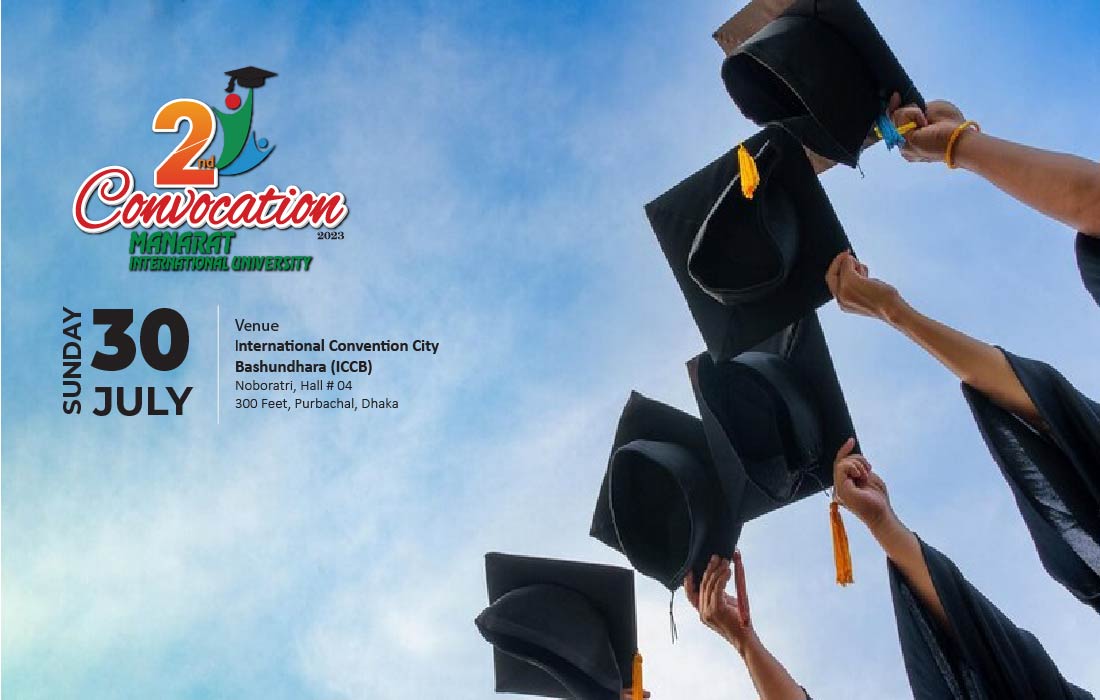 2nd
Convocation
2023
MANARAT
INTERNATIONAL UNIVERSITY
SUNDAY
30
JULY
Venue
International Convention City
Bashundhara (ICCB)
Noboratri, Hall # 04
300 Feet, Purbachal, Dhaka